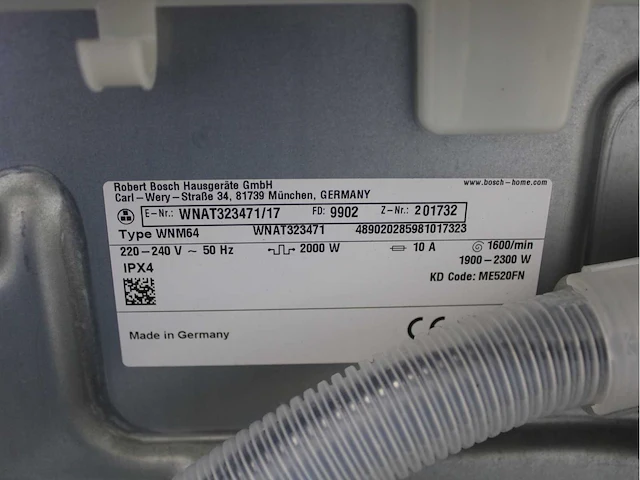 Robert Bosch Hausgeräte GmbH www.bosch-home.com
Carl-Wery-Straße 34, 81739 München, GERMANY
E-Nr.: WNAT323471/17 FD: 9902 Z-Nr.: 201732
Type WNM64 WNAT323471 489020285981017323
220-240 V ~ 50 Hz 2000 W 10 A 1600/min
IPX4 1900-2300 W
KD Code: ME520FN
Made in Germany CE